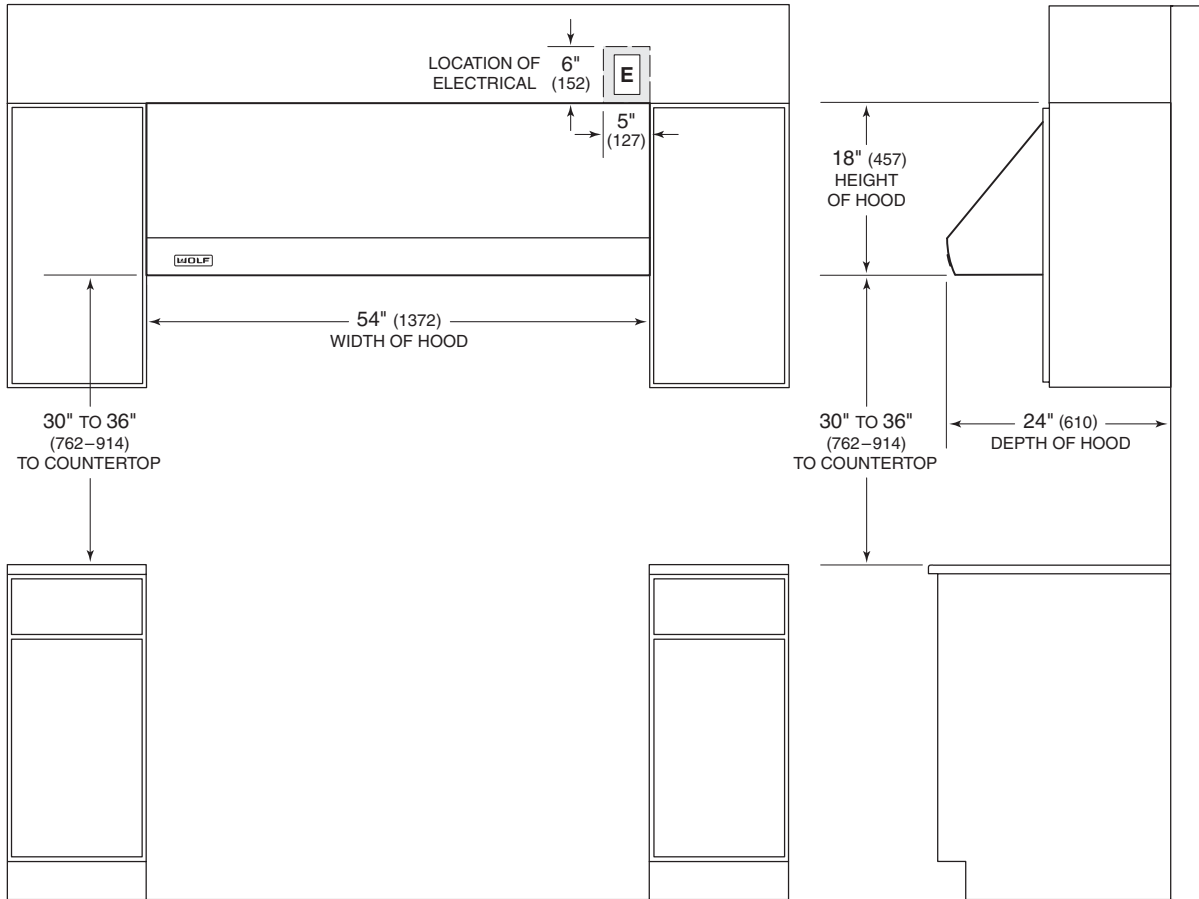 LOCATION OF
ELECTRICAL
6"
(152)
E
5"
(127)
18" (457)
HEIGHT
OF HOOD
WOLF
54" (1372)
WIDTH OF HOOD
30" TO 36"
(762–914)
TO COUNTERTOP
30" TO 36"
(762–914)
TO COUNTERTOP
24" (610)
DEPTH OF HOOD